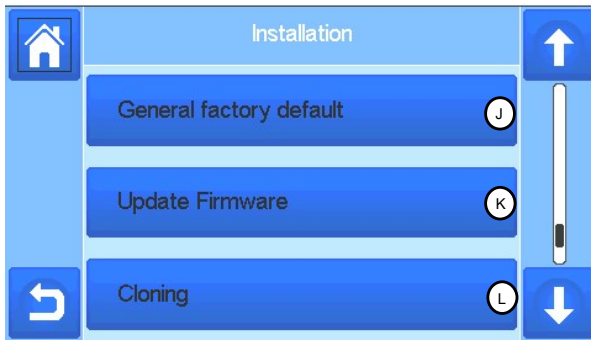 Installation
General factory default
J
Update Firmware
K
Cloning
L